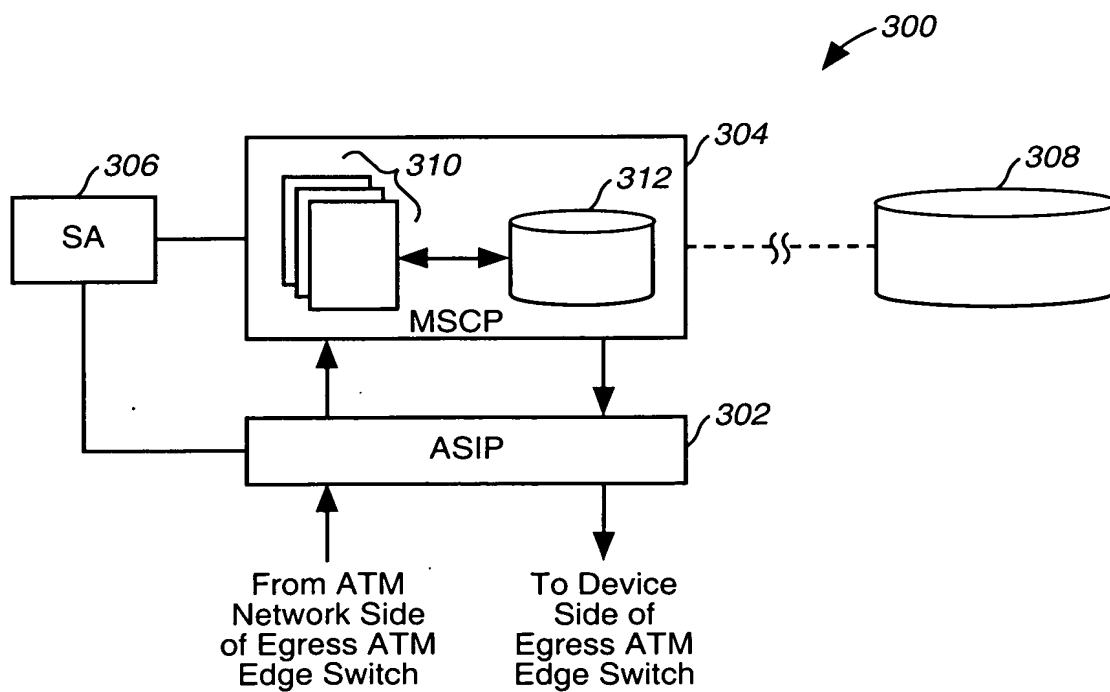 300
304
306
310
312
308
SA
MSCP
302
ASIP
From ATM
Network Side
of Egress ATM
Edge Switch
To Device
Side of
Egress ATM
Edge Switch